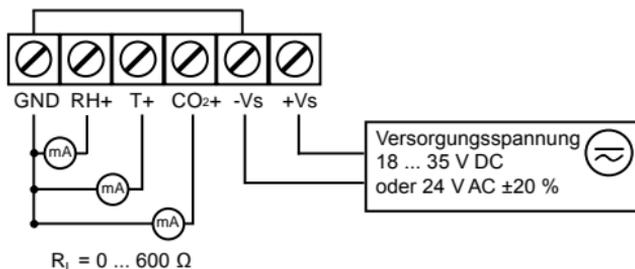 GND RH+ T+ CO2+ -Vs +Vs
mA
mA
mA
Versorgungsspannung
18 ... 35 V DC
oder 24 V AC ±20 %
RL = 0 ... 600 Ω